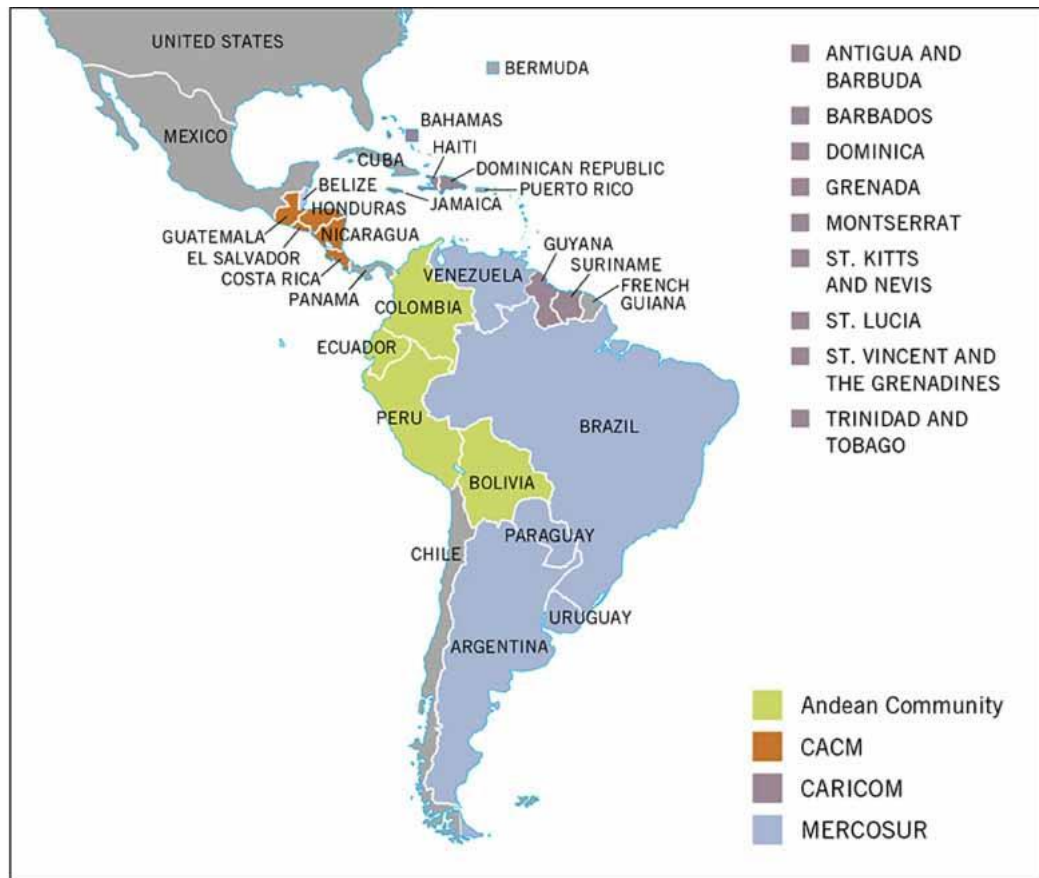 UNITED STATES
BERMUDA
MEXICO
BAHAMAS
HAITI
CUBA
DOMINICAN REPUBLIC
PUERTO RICO
BELIZE
JAMAICA
HONDURAS
GUATEMALA
NICARAGUA
EL SALVADOR
COSTA RICA
PANAMA
GUYANA
VENEZUELA
SURINAME
FRENCH
GUIANA
COLOMBIA
ECUADOR
PERU
BRAZIL
BOLIVIA
PARAGUAY
CHILE
URUGUAY
ARGENTINA
ANTIGUA AND
BARBUDA
BARBADOS
DOMINICA
GRENADA
MONTSERRAT
ST. KITTS
AND NEVIS
ST. LUCIA
ST. VINCENT AND
THE GRENADINES
TRINIDAD AND
TOBAGO
Andean Community
CACM
CARICOM
MERCOSUR